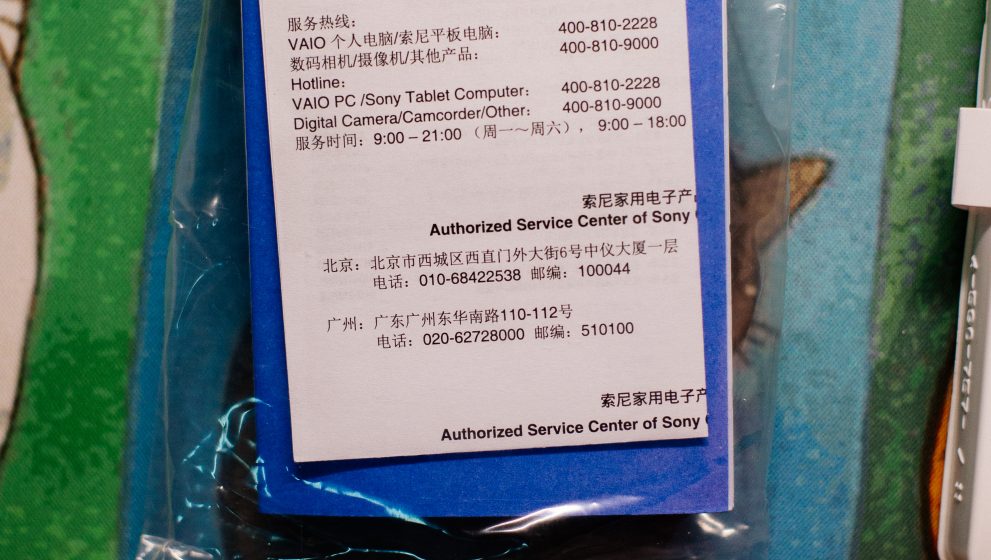 服务热线：
VAIO 个人电脑/索尼平板电脑： 400-810-2228
数码相机/摄像机/其他产品： 400-810-9000
Hotline：
VAIO PC /Sony Tablet Computer： 400-810-2228
Digital Camera/Camcorder/Other： 400-810-9000
服务时间：9:00 – 21:00 （周一～周六），9:00 – 18:00
索尼家用电子产
Authorized Service Center of Sony
北京：北京市西城区西直门外大街6号中仪大厦一层
电话：010-68422538 邮编：100044
广州：广东广州东华南路110-112号
电话：020-62728000 邮编：510100
索尼家用电子产
Authorized Service Center of Sony